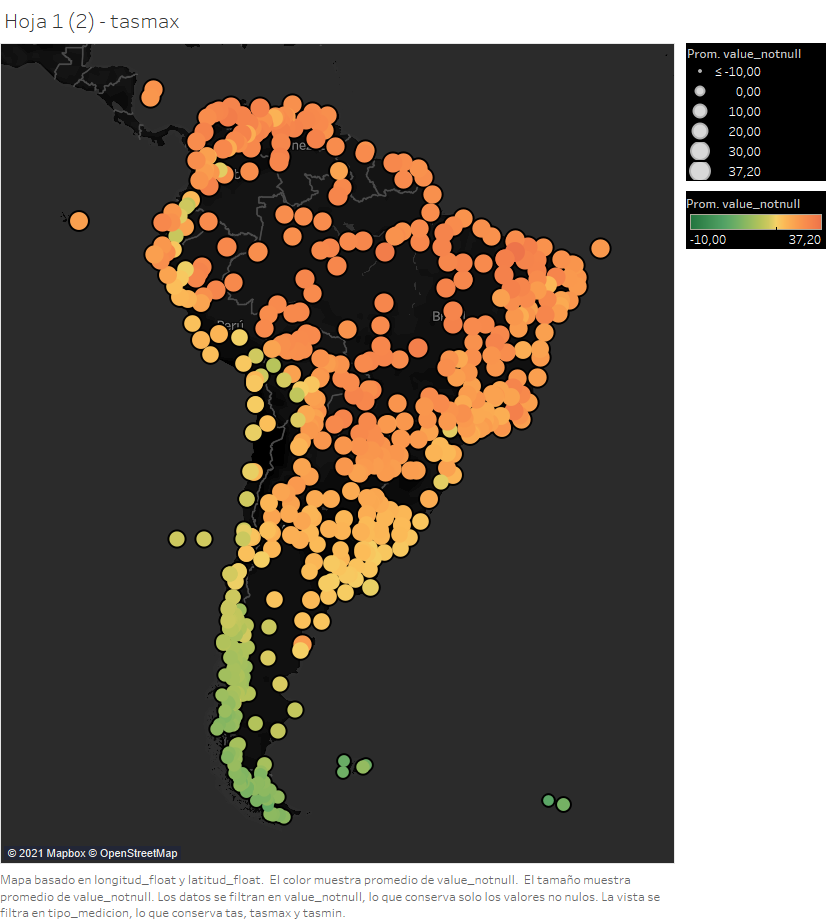 Hoja 1 (2) - tasmax
Prom. value_notnull
≤ -10,00
0,00
10,00
20,00
30,00
37,20
Prom. value_notnull
-10,00 37,20
Perú
© 2021 Mapbox © OpenStreetMap
Mapa basado en longitud_float y latitud_float. El color muestra promedio de value_notnull. El tamaño muestra
promedio de value_notnull. Los datos se filtran en value_notnull, lo que conserva solo los valores no nulos. La vista se
filtra en tipo_medicion, lo que conserva tas, tasmax y tasmin.